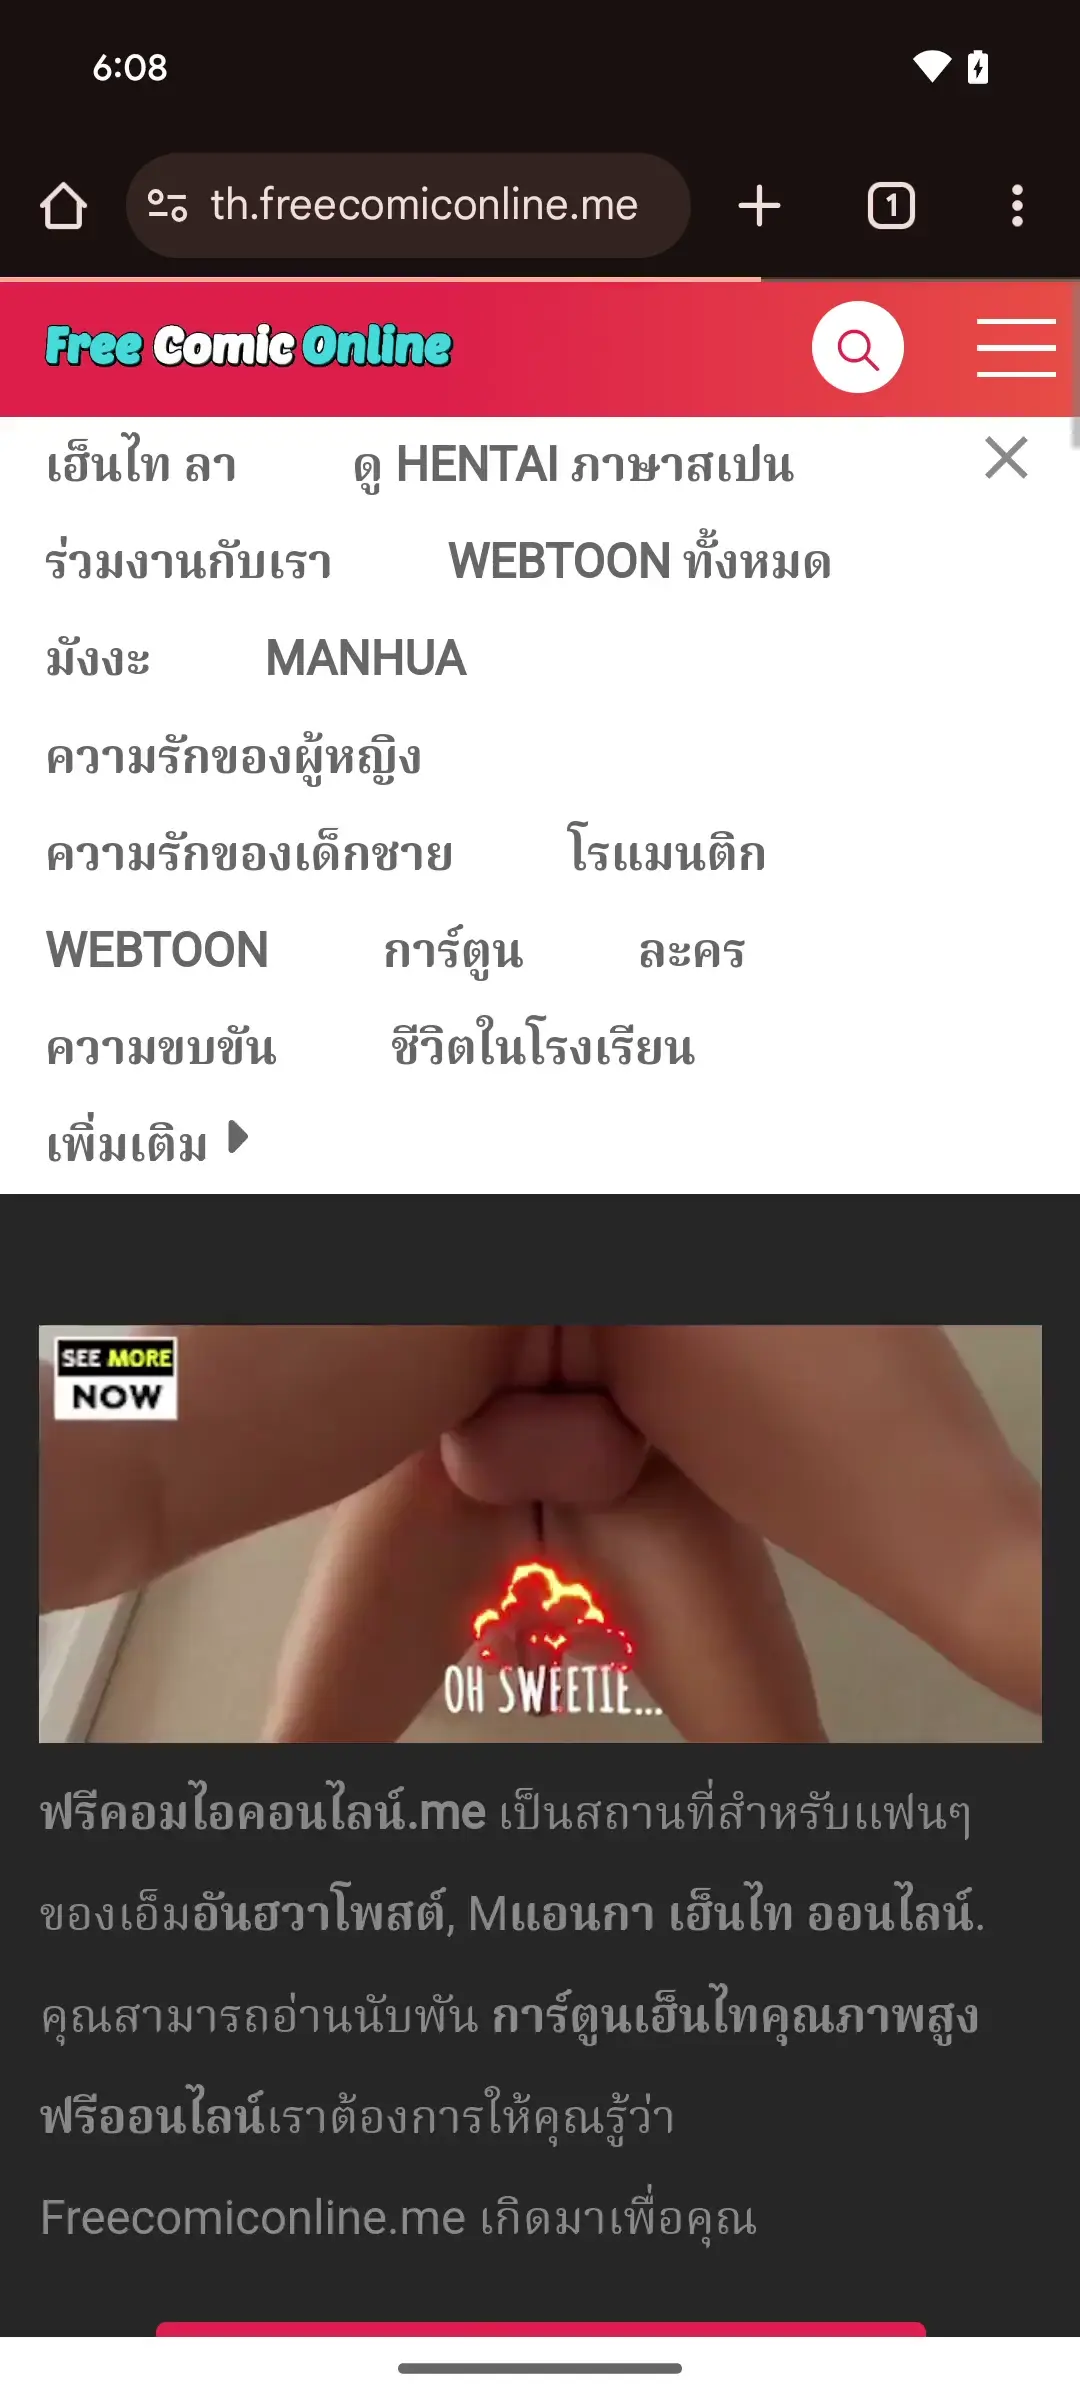 6:08
th.freecomiconline.me
1
Free Comic Online
เฮ็นไท ลา ดู HENTAI ภาษาสเปน
ร่วมงานกับเรา WEBTOON ทั้งหมด
มังงะ MANHUA
ความรักของผู้หญิง
ความรักของเด็กชาย โรแมนติก
WEBTOON การ์ตูน ละคร
ความขบขัน ชีวิตในโรงเรียน
เพิ่มเติม
SEE MORE
NOW
OH SWEETIE...
ฟรีคอมไอคอนไลน์.me เป็นสถานที่สำหรับแฟนๆ
ของเอ็มอันฮวาโพสต์, Mแอนกา เฮ็นไท ออนไลน์.
คุณสามารถอ่านนับพัน การ์ตูนเฮ็นไทคุณภาพสูง
ฟรีออนไลน์เราต้องการให้คุณรู้ว่า
Freecomiconline.me เกิดมาเพื่อคุณ